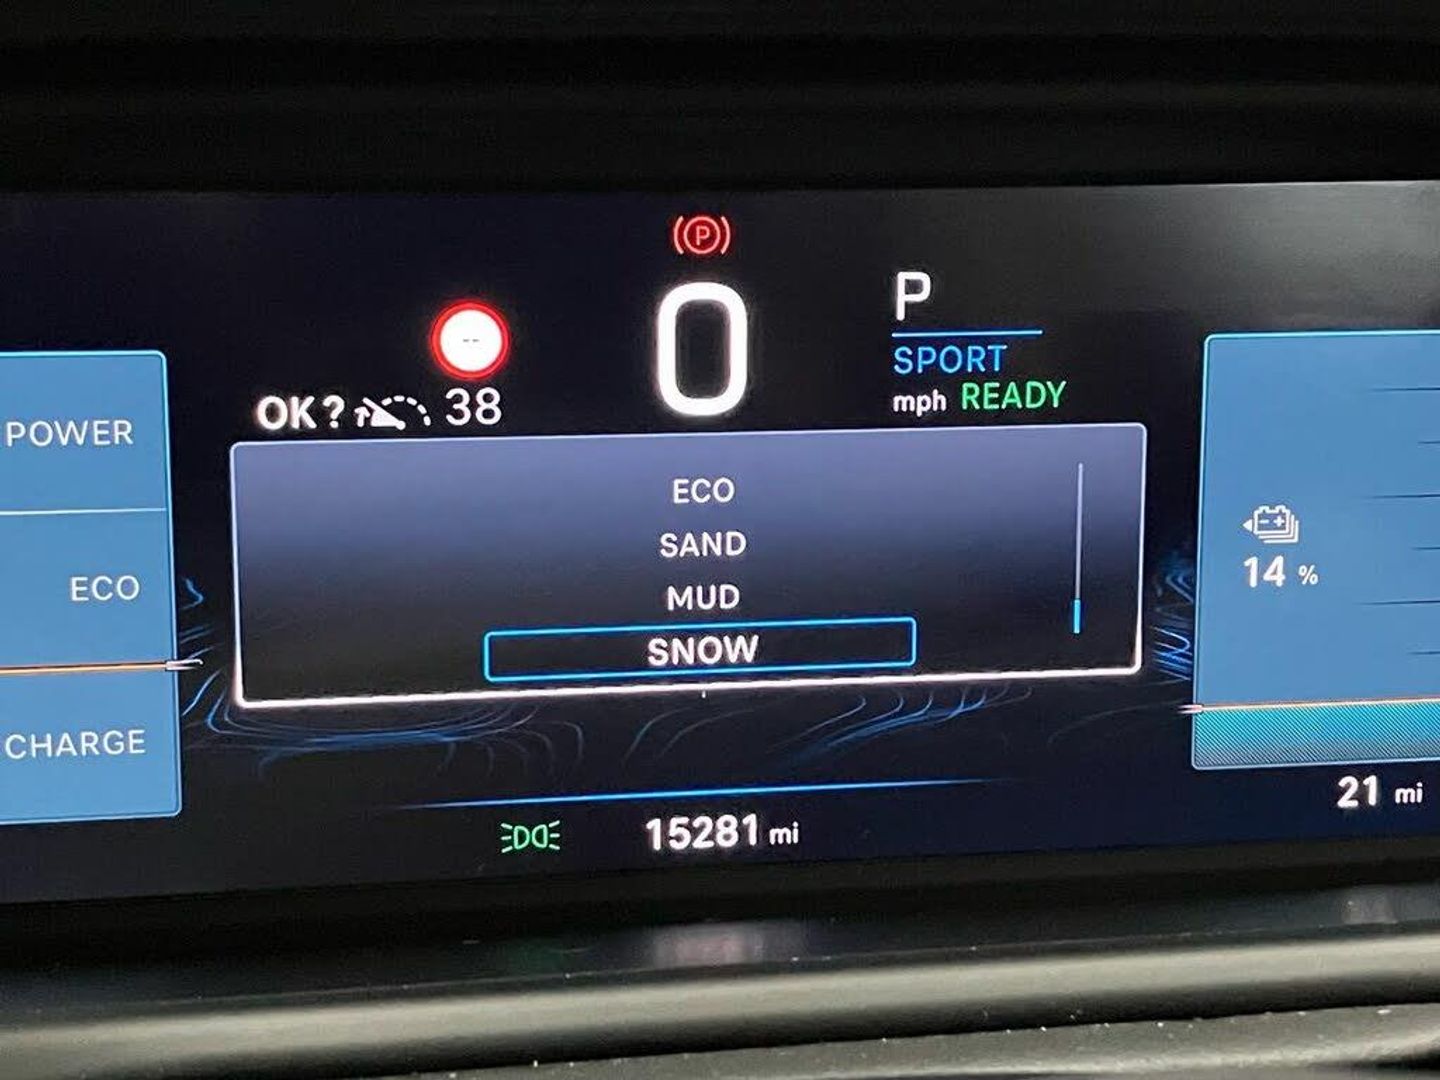 P
0
P
SPORT
mph READY
--
OK? 38
POWER
ECO
CHARGE
ECO
SAND
MUD
SNOW
14 %
21 mi
15281 mi